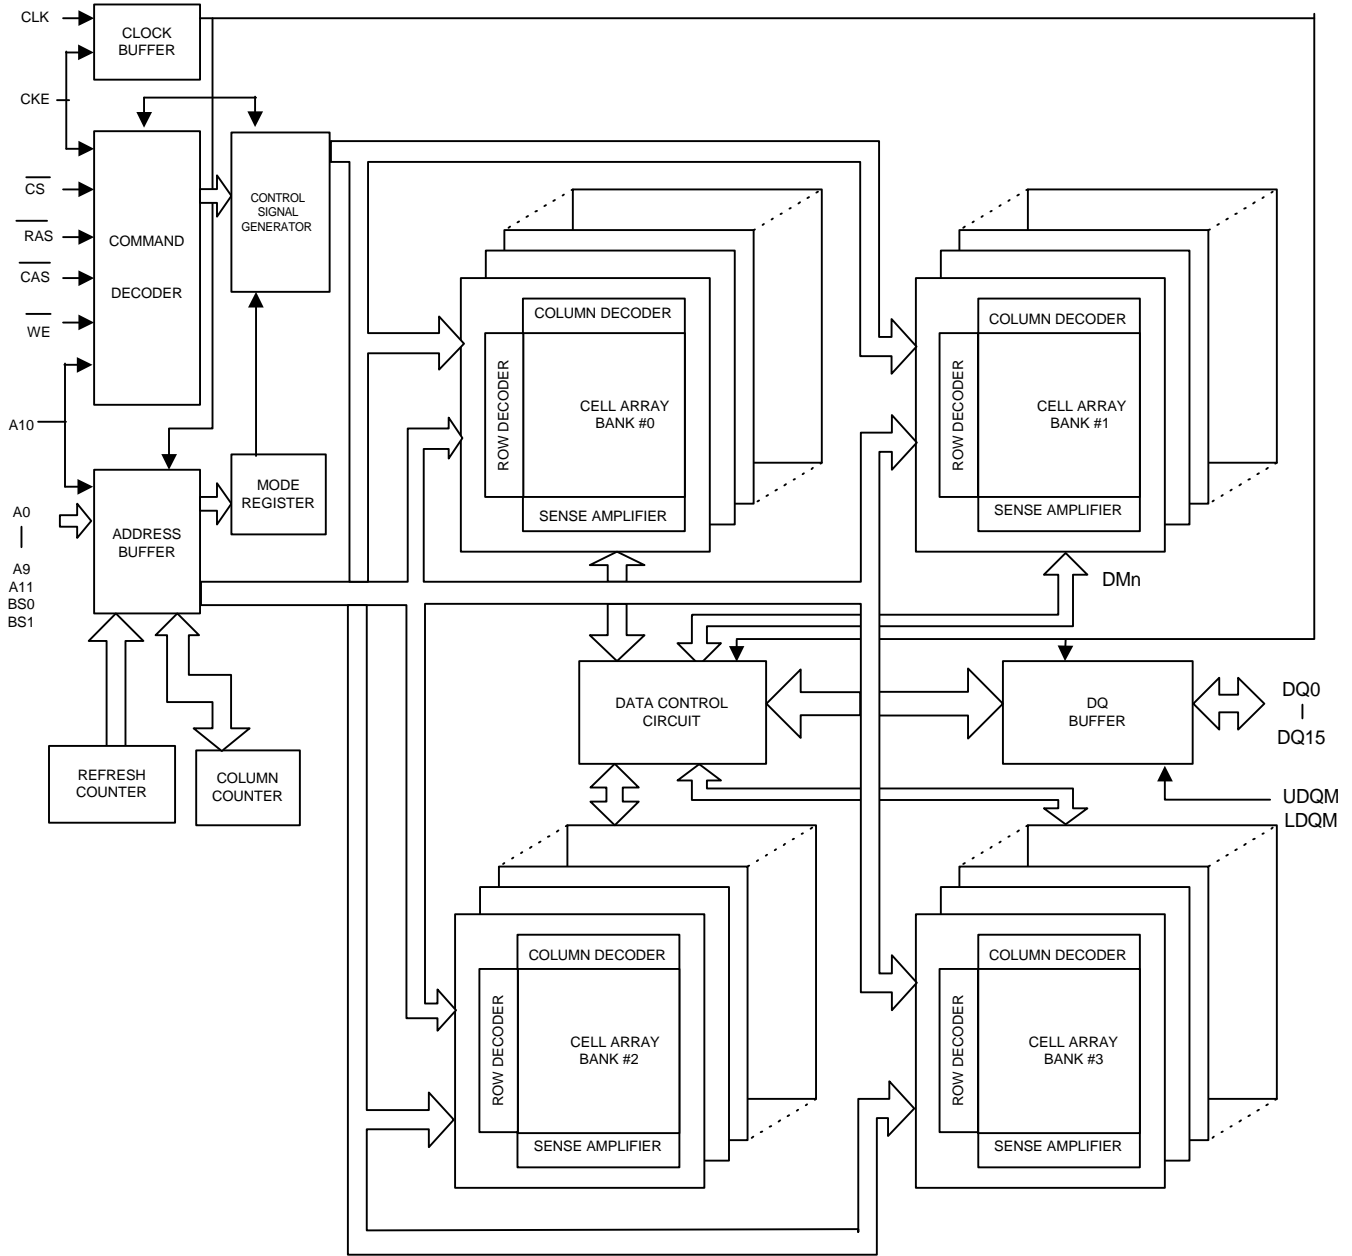 CLK
CLOCK
BUFFER
CKE
CS
RAS
CAS
WE
COMMAND
DECODER
CONTROL
SIGNAL
GENERATOR
A10
MODE
REGISTER
A0
A9
A11
BS0
BS1
ADDRESS
BUFFER
REFRESH
COUNTER
COLUMN
COUNTER
COLUMN DECODER
ROW DECODER
CELL ARRAY
BANK #0
SENSE AMPLIFIER
COLUMN DECODER
ROW DECODER
CELL ARRAY
BANK #1
SENSE AMPLIFIER
DMn
DATA CONTROL
CIRCUIT
DQ
BUFFER
DQ0
DQ15
UDQM
LDQM
COLUMN DECODER
ROW DECODER
CELL ARRAY
BANK #2
SENSE AMPLIFIER
COLUMN DECODER
ROW DECODER
CELL ARRAY
BANK #3
SENSE AMPLIFIER